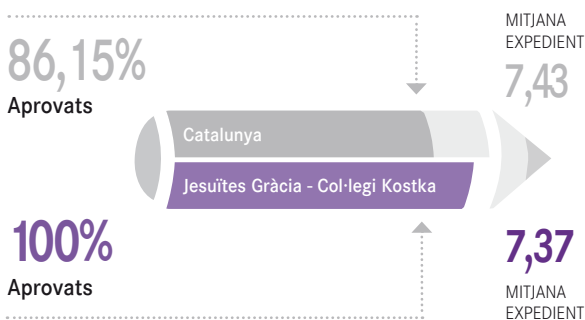 MITJANA
EXPEDIENT
86,15%
7,43
Aprovats
Catalunya
Jesuïtes Gràcia - Col·legi Kostka
100%
7,37
Aprovats
MITJANA
EXPEDIENT